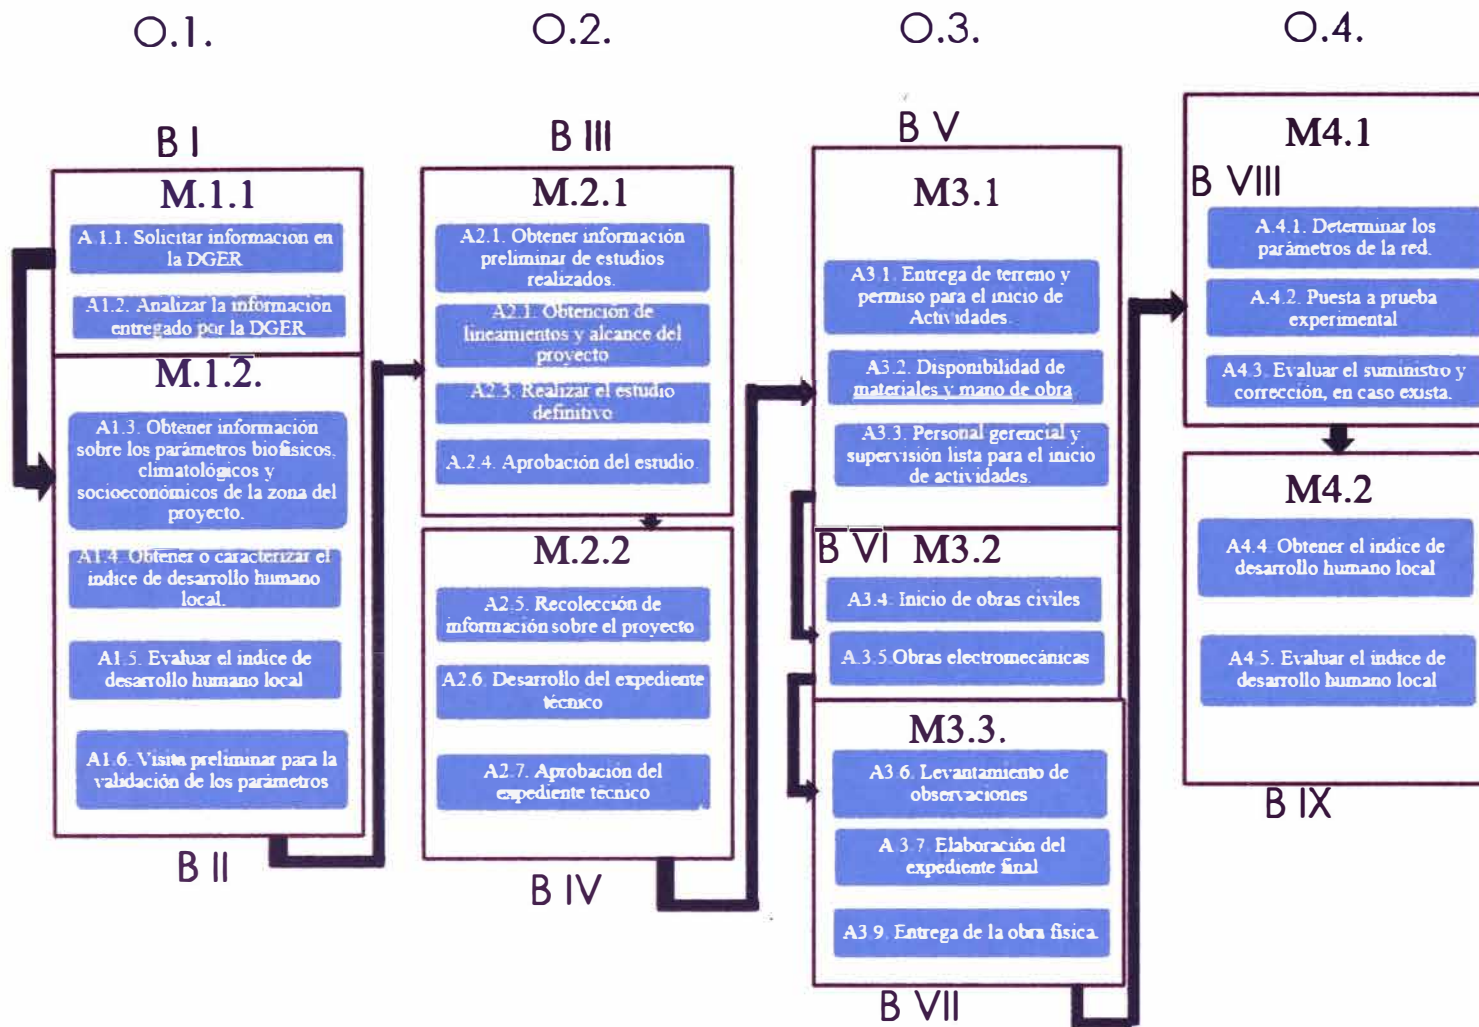 O.1.
O.2.
O.3.
O.4.
B I
M.1.1
A.1.1. Solicitar información en
la DGER
A1.2. Analizar la información
entregado por la DGER
M.1.2.
A1.3. Obtener información
sobre los parámetros biofísicos,
climatológicos y
socioeconómicos de la zona del
proyecto.
A1.4. Obtener o caracterizar el
indice de desarrollo humano
local.
A1.5. Evaluar el indice de
desarrollo humano local
A1.6. Visita preliminar para la
validación de los parámetros
B II
B III
M.2.1
A2.1. Obtener información
preliminar de estudios
realizados.
A2.1. Obtención de
lineamientos y alcance del
proyecto
A2.3. Realizar el estudio
definitivo
A.2.4. Aprobación del estudio.
M.2.2
A2.5. Recolección de
información sobre el proyecto
A2.6. Desarrollo del expediente
técnico
A2.7. Aprobación del
expediente técnico
B IV
B V
M3.1
A3.1. Entrega de terreno y
permiso para el inicio de
Actividades.
A3.2. Disponibilidad de
materiales y mano de obra
A3.3. Personal gerencial y
supervisión lista para el inicio
de actividades.
B VI
M3.2
A3.4. Inicio de obras civiles
A.3.5.Obras electromecánicas
M3.3.
A3.6. Levantamiento de
observaciones
A 3.7. Elaboración del
expediente final
A3.9. Entrega de la obra física.
B VII
M4.1
B VIII
A.4.1. Determinar los
parámetros de la red.
A.4.2. Puesta a prueba
experimental
A4.3. Evaluar el suministro y
corrección, en caso exista.
M4.2
A4.4. Obtener el indice de
desarrollo humano local
A4.5. Evaluar el indice de
desarrollo humano local
B IX